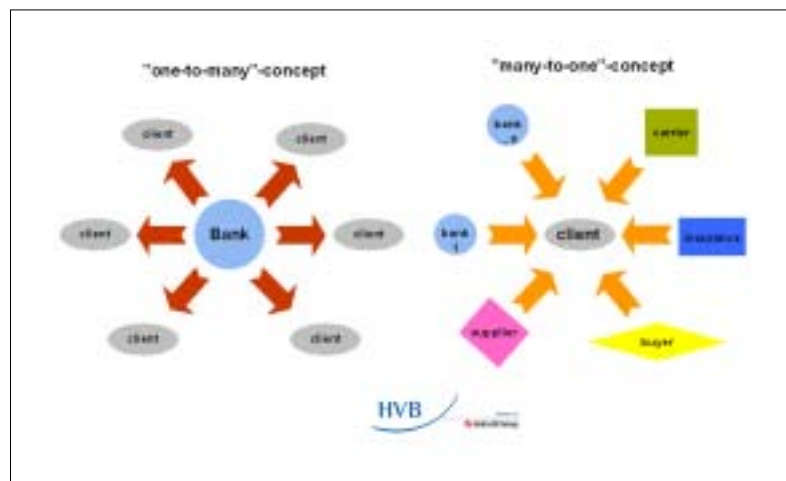 "one-to-many"-concept
"many-to-one"-concept
client
client
client
Bank
client
client
client
bank
carrier
bank
1
client
insurance
supplier
buyer
HVB